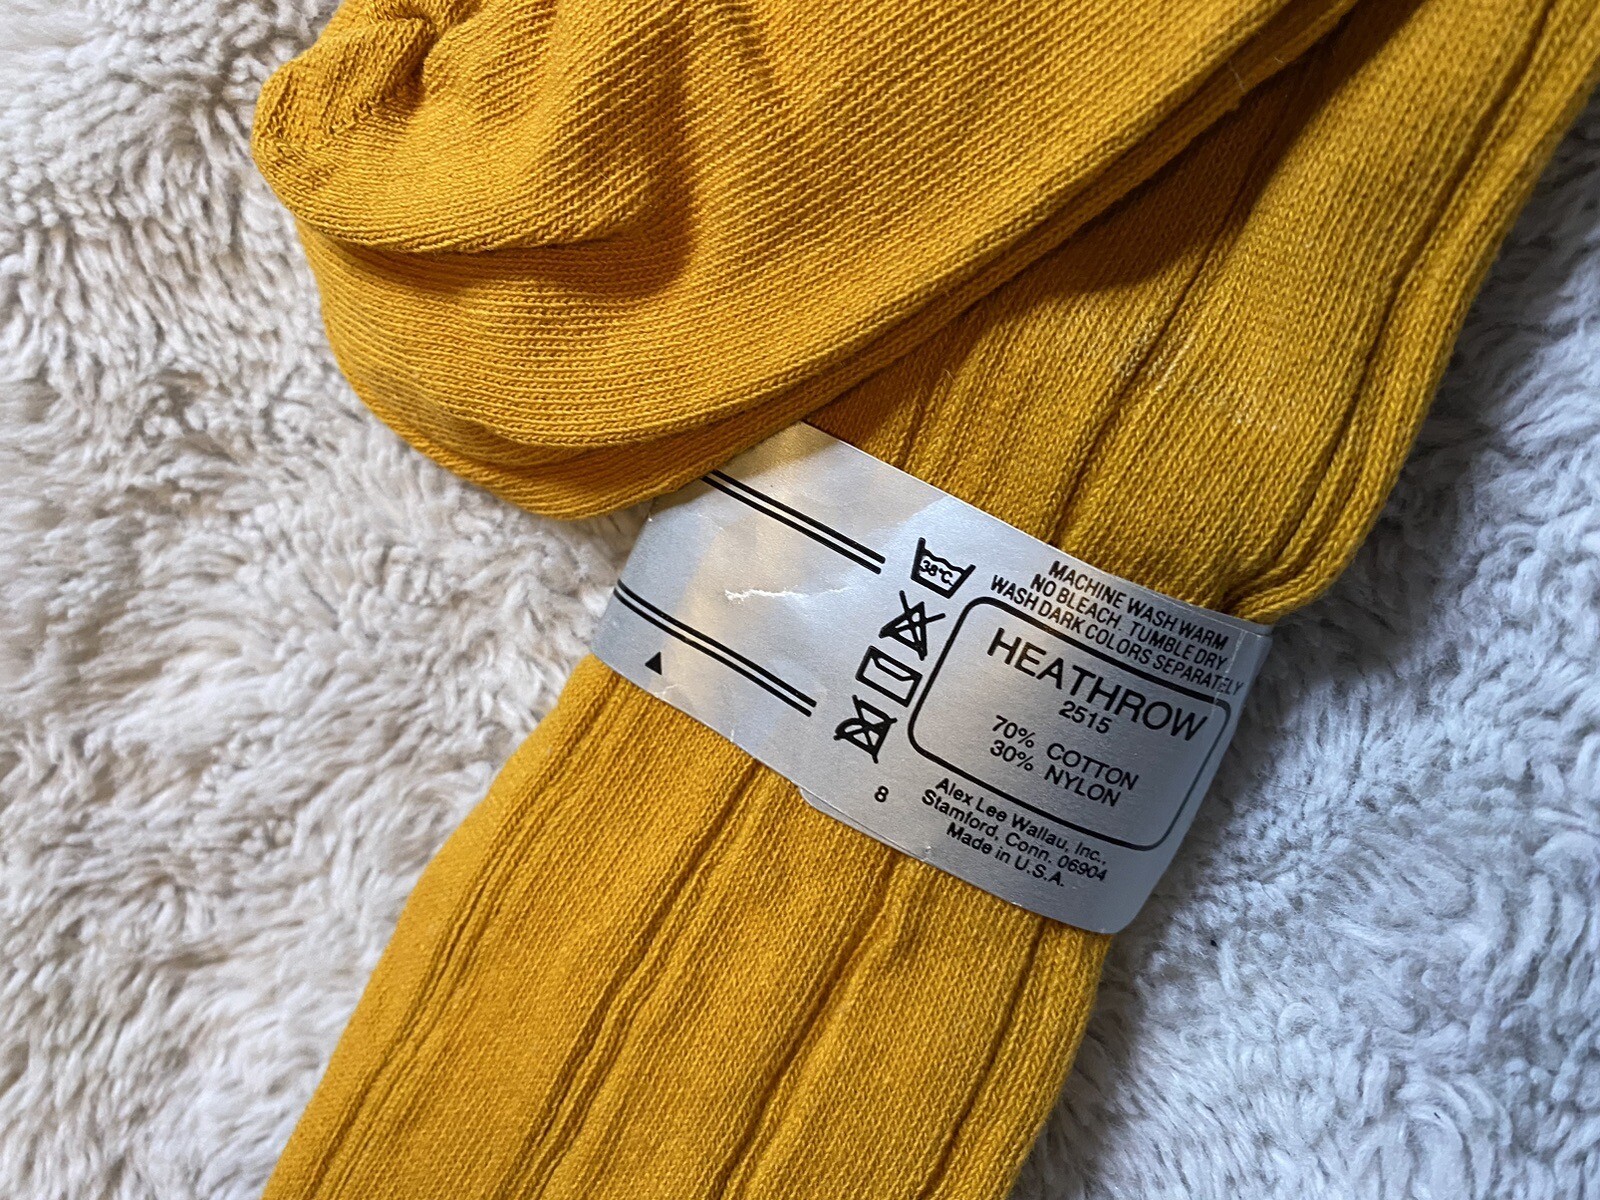 38°C
MACHINE WASH WARM
NO BLEACH. TUMBLE DRY
WASH DARK COLORS SEPARATELY
HEATHROW
2515
70% COTTON
30% NYLON
8
Alex Lee Wallau, Inc.,
Stamford, Conn. 06904
Made in U.S.A.